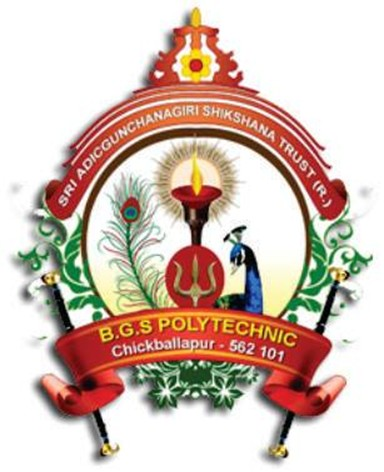 SRI ADICGUNCHANAGIRI SHIKSHANA TRUST (R.)
B.G.S POLYTECHNIC
Chickballapur - 562 101